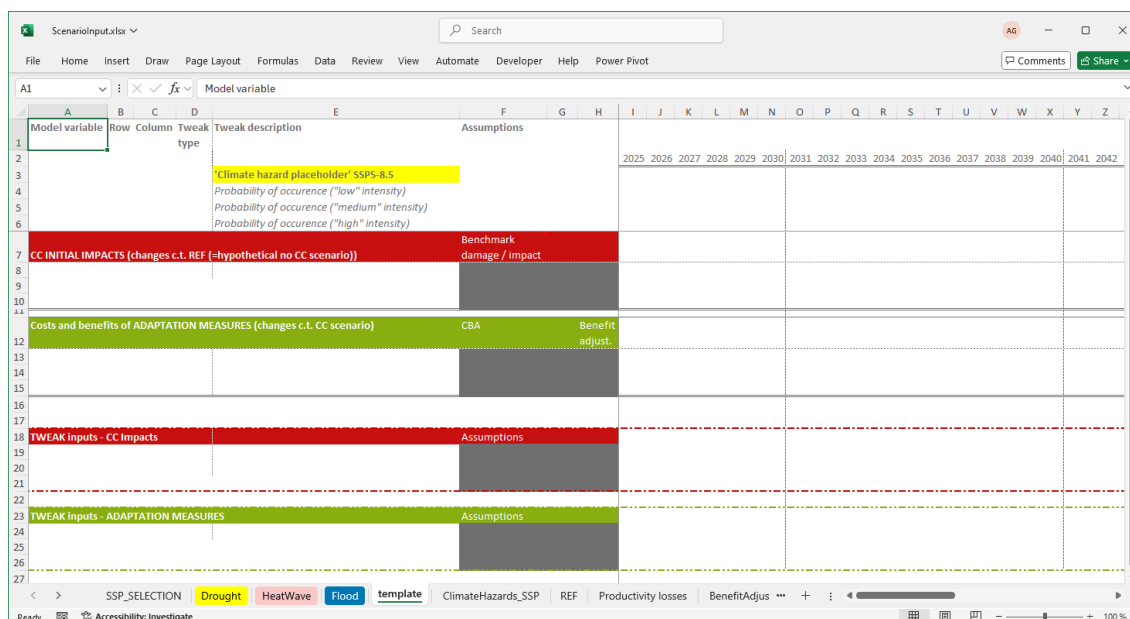 ScenarioInput.xlsx
Search
AG
File Home Insert Draw Page Layout Formulas Data Review View Automate Developer Help Power Pivot
Comments
Share
A1
fx
Model variable
A B C D E F G H I J K L M N O P Q R S T U V W X Y Z
1 Model variable Row Column Tweak type Tweak description Assumptions
2 2025 2026 2027 2028 2029 2030 2031 2032 2033 2034 2035 2036 2037 2038 2039 2040 2041 2042
3 'Climate hazard placeholder' SSP5-8.5
4 Probability of occurence ("low" intensity)
5 Probability of occurence ("medium" intensity)
6 Probability of occurence ("high" intensity)
7 CC INITIAL IMPACTS (changes c.t. REF (=hypothetical no CC scenario)) Benchmark damage / impact
8
9
10
11
12 Costs and benefits of ADAPTATION MEASURES (changes c.t. CC scenario) CBA Benefit adjust.
13
14
15
16
17
18 TWEAK inputs - CC Impacts Assumptions
19
20
21
22
23 TWEAK inputs - ADAPTATION MEASURES Assumptions
24
25
26
27
SSP_SELECTION Drought HeatWave Flood template ClimateHazards_SSP REF Productivity losses BenefitAdjus ···
Ready Accessibility: Investigate 100 %